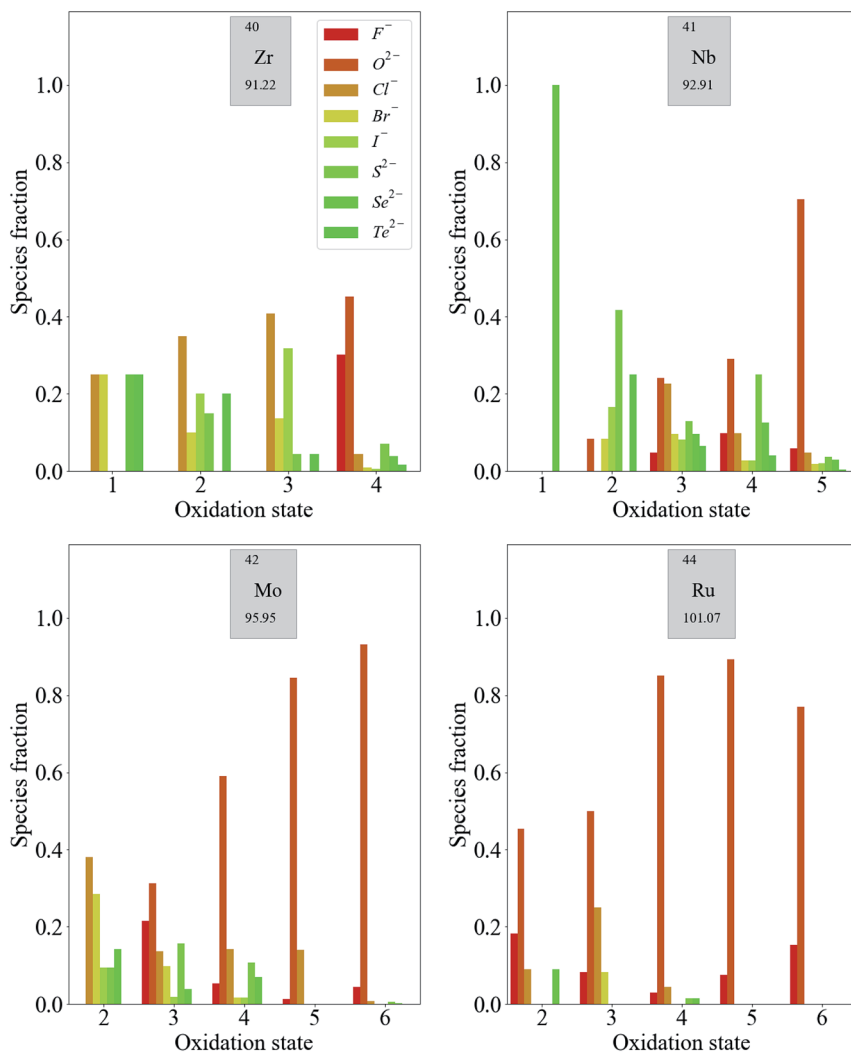 40
Zr
91.22
F⁻
O²⁻
Cl⁻
Br⁻
I⁻
S²⁻
Se²⁻
Te²⁻
Species fraction
1.0
0.8
0.6
0.4
0.2
0.0
1 2 3 4
Oxidation state
41
Nb
92.91
Species fraction
1.0
0.8
0.6
0.4
0.2
0.0
1 2 3 4 5
Oxidation state
42
Mo
95.95
Species fraction
1.0
0.8
0.6
0.4
0.2
0.0
2 3 4 5 6
Oxidation state
44
Ru
101.07
Species fraction
1.0
0.8
0.6
0.4
0.2
0.0
2 3 4 5 6
Oxidation state